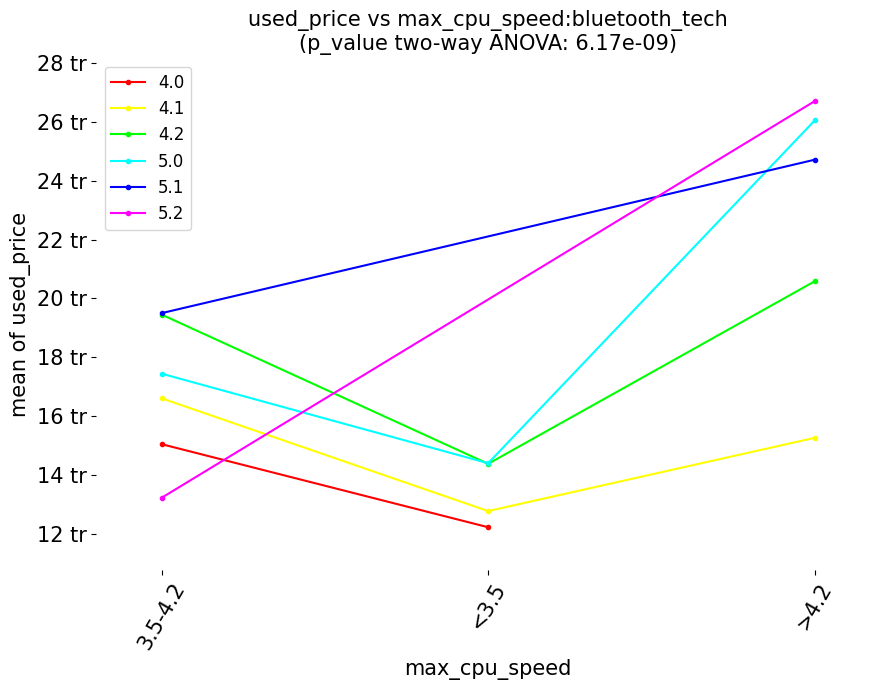 used_price vs max_cpu_speed:bluetooth_tech
(p_value two-way ANOVA: 6.17e-09)
28 tr
26 tr
24 tr
22 tr
20 tr
18 tr
16 tr
14 tr
12 tr
mean of used_price
4.0
4.1
4.2
5.0
5.1
5.2
3.5-4.2
<3.5
>4.2
max_cpu_speed